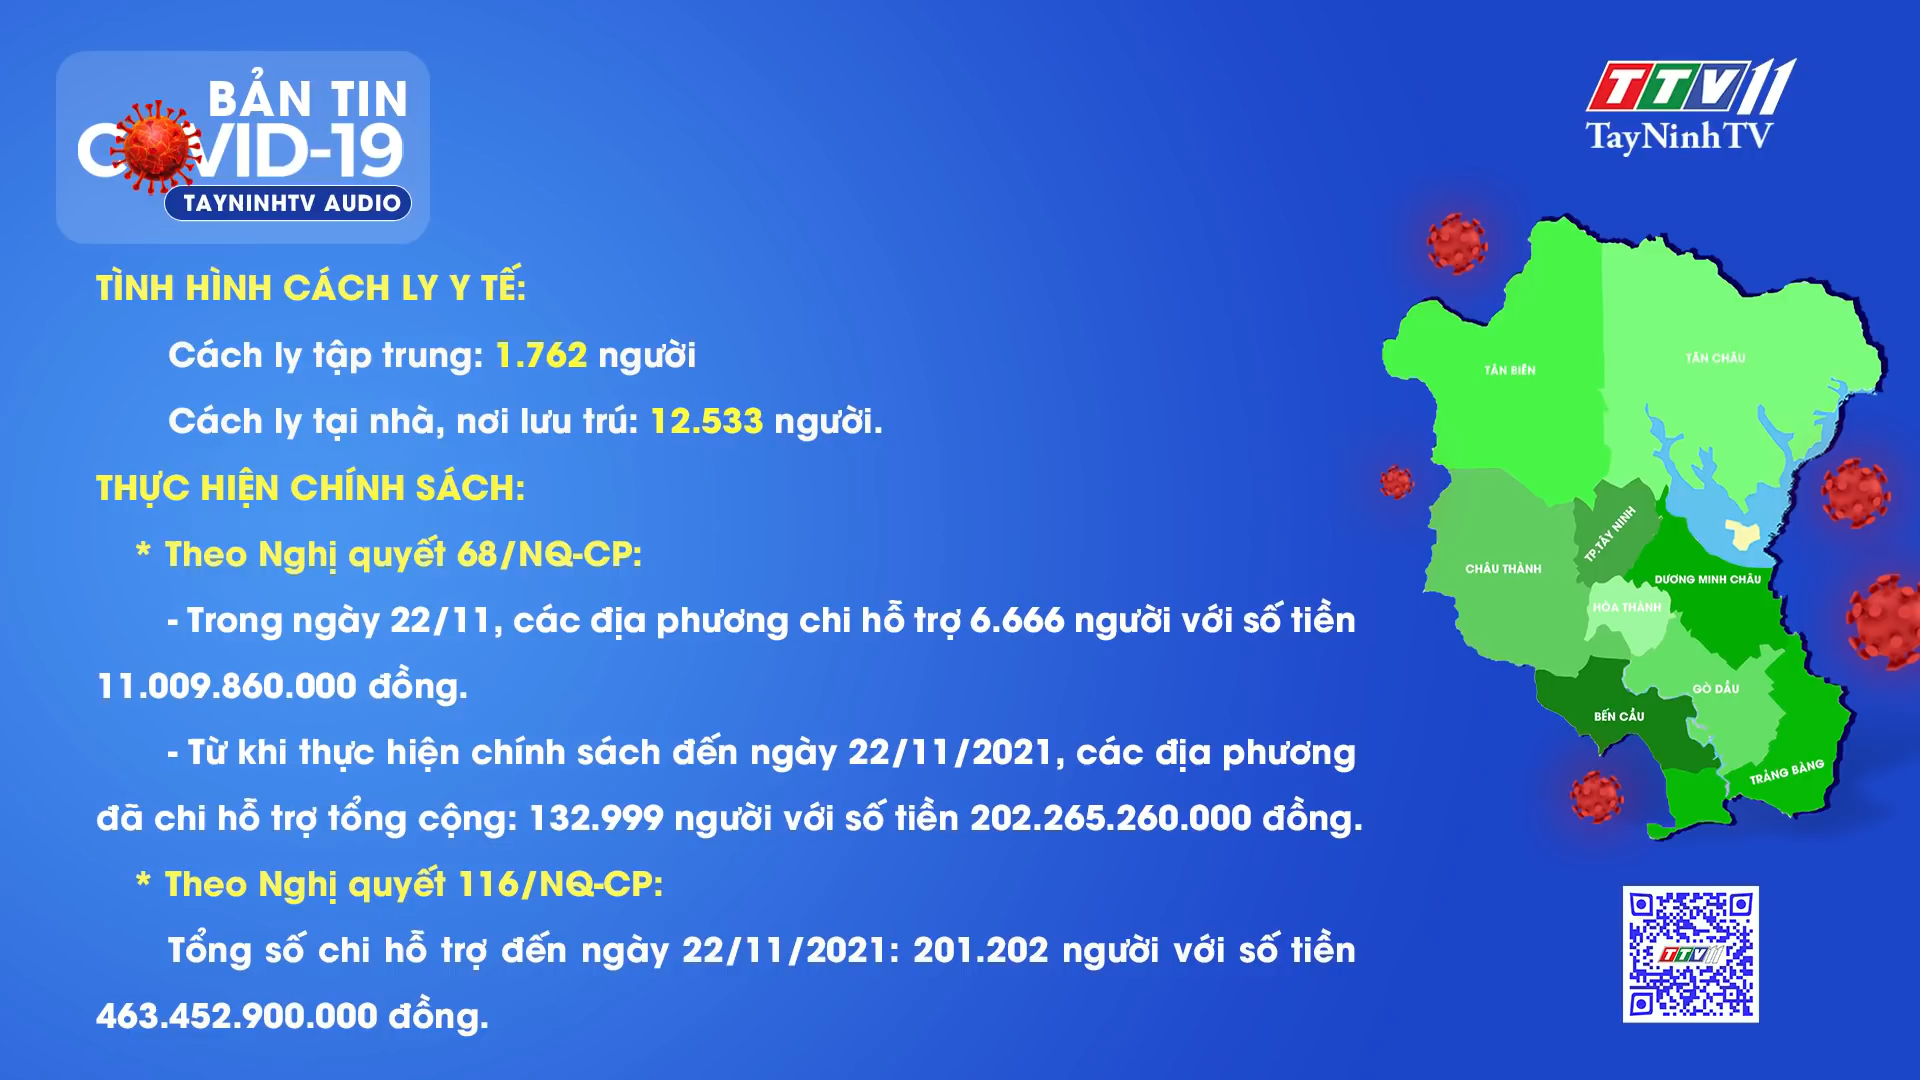 BẢN TIN
COVID-19
TAYNINHTV AUDIO
TTV11
TayNinhTV
TÌNH HÌNH CÁCH LY Y TẾ:
Cách ly tập trung: 1.762 người
Cách ly tại nhà, nơi lưu trú: 12.533 người.
THỰC HIỆN CHÍNH SÁCH:
* Theo Nghị quyết 68/NQ-CP:
- Trong ngày 22/11, các địa phương chi hỗ trợ 6.666 người với số tiền
11.009.860.000 đồng.
- Từ khi thực hiện chính sách đến ngày 22/11/2021, các địa phương
đã chi hỗ trợ tổng cộng: 132.999 người với số tiền 202.265.260.000 đồng.
* Theo Nghị quyết 116/NQ-CP:
Tổng số chi hỗ trợ đến ngày 22/11/2021: 201.202 người với số tiền
463.452.900.000 đồng.
TÂN BIÊN
TÂN CHÂU
TP.TÂY NINH
CHÂU THÀNH
DƯƠNG MINH CHÂU
HÒA THÀNH
GÒ DẦU
BẾN CẦU
TRẢNG BÀNG
TTV11